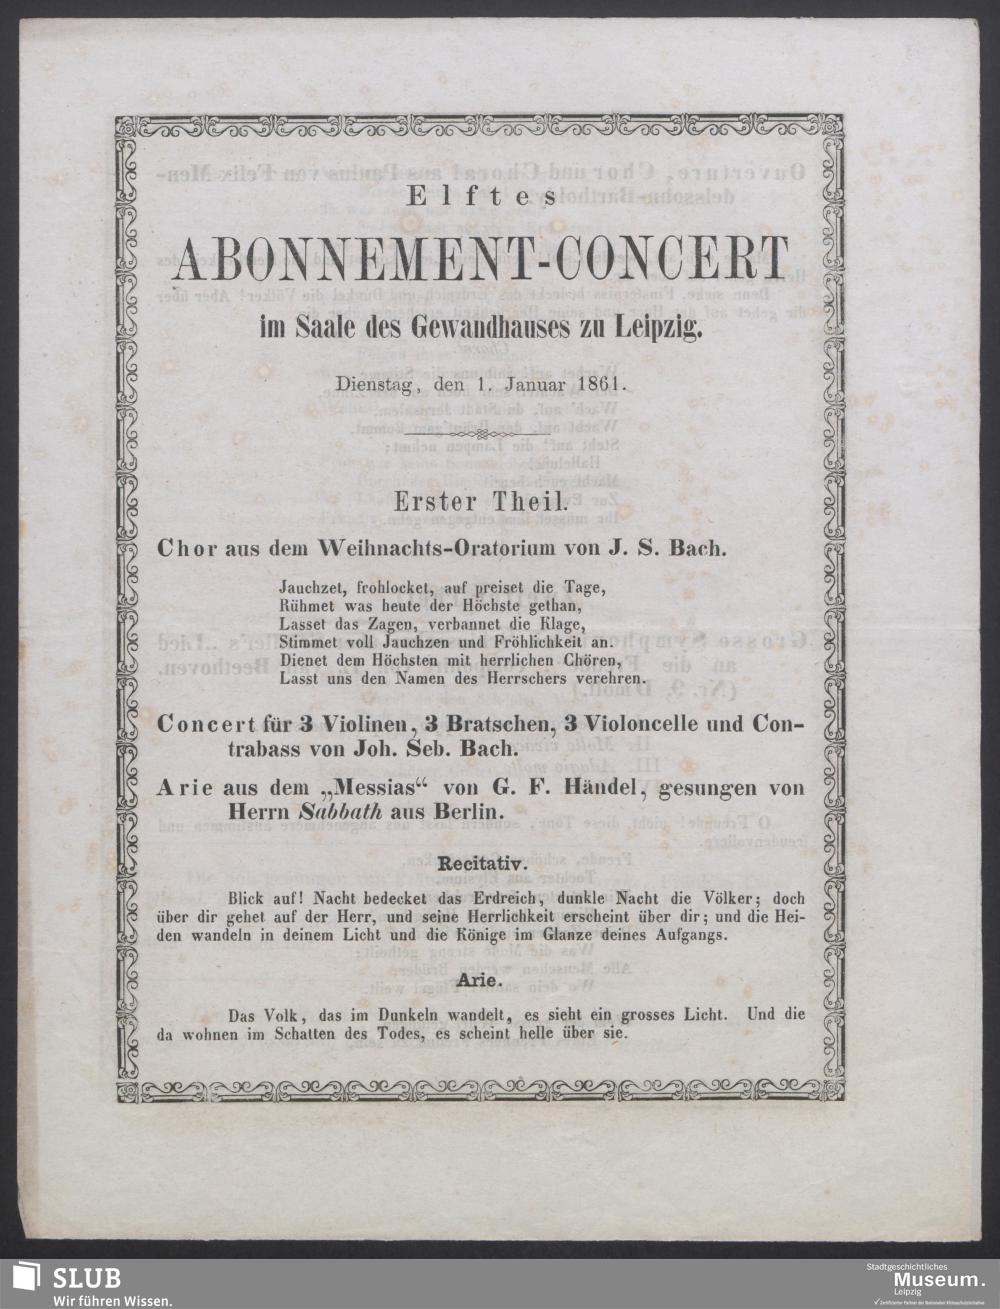 Elftes
ABONNEMENT-CONCERT
im Saale des Gewandhauses zu Leipzig.
Dienstag, den 1. Januar 1861.
Erster Theil.
Chor aus dem Weihnachts-Oratorium von J. S. Bach.
Jauchzet, frohlocket, auf preiset die Tage,
Rühmet was heute der Höchste gethan,
Lasset das Zagen, verbannet die Klage,
Stimmet voll Jauchzen und Fröhlichkeit an.
Dienet dem Höchsten mit herrlichen Chören,
Lasst uns den Namen des Herrschers verehren.
Concert für 3 Violinen, 3 Bratschen, 3 Violoncelle und Con-
trabass von Joh. Seb. Bach.
Arie aus dem „Messias“ von G. F. Händel, gesungen von
Herrn Sabbath aus Berlin.
Recitativ.
Blick auf! Nacht bedecket das Erdreich, dunkle Nacht die Völker; doch
über dir gehet auf der Herr, und seine Herrlichkeit erscheint über dir; und die Hei-
den wandeln in deinem Licht und die Könige im Glanze deines Aufgangs.
Arie.
Das Volk, das im Dunkeln wandelt, es sieht ein grosses Licht. Und die
da wohnen im Schatten des Todes, es scheint helle über sie.
SLUB
Wir führen Wissen.
Stadtgeschichtliches
Museum.
Leipzig